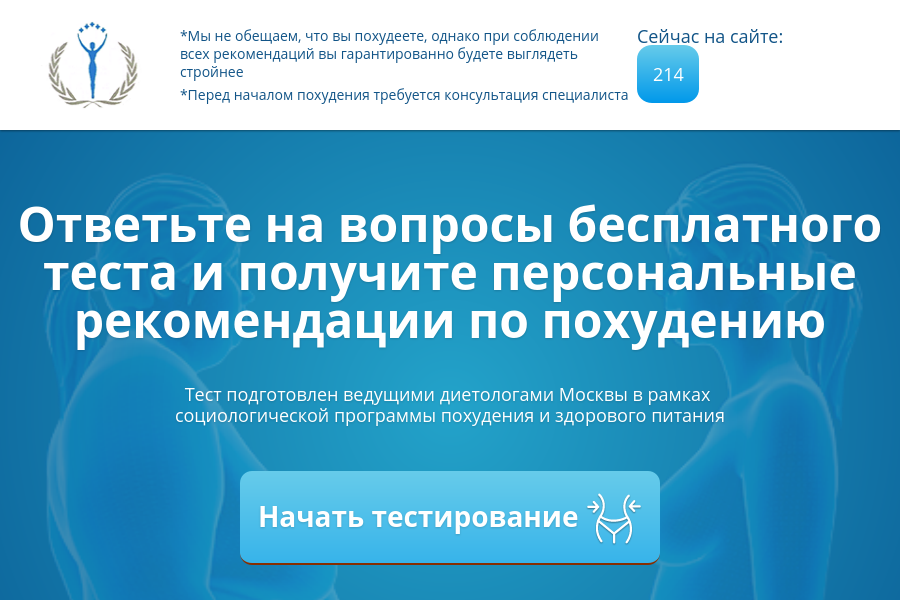 *Мы не обещаем, что вы похудеете, однако при соблюдении
всех рекомендаций вы гарантированно будете выглядеть
стройнее
*Перед началом похудения требуется консультация специалиста
Сейчас на сайте:
214
Ответьте на вопросы бесплатного
теста и получите персональные
рекомендации по похудению
Тест подготовлен ведущими диетологами Москвы в рамках
социологической программы похудения и здорового питания
Начать тестирование